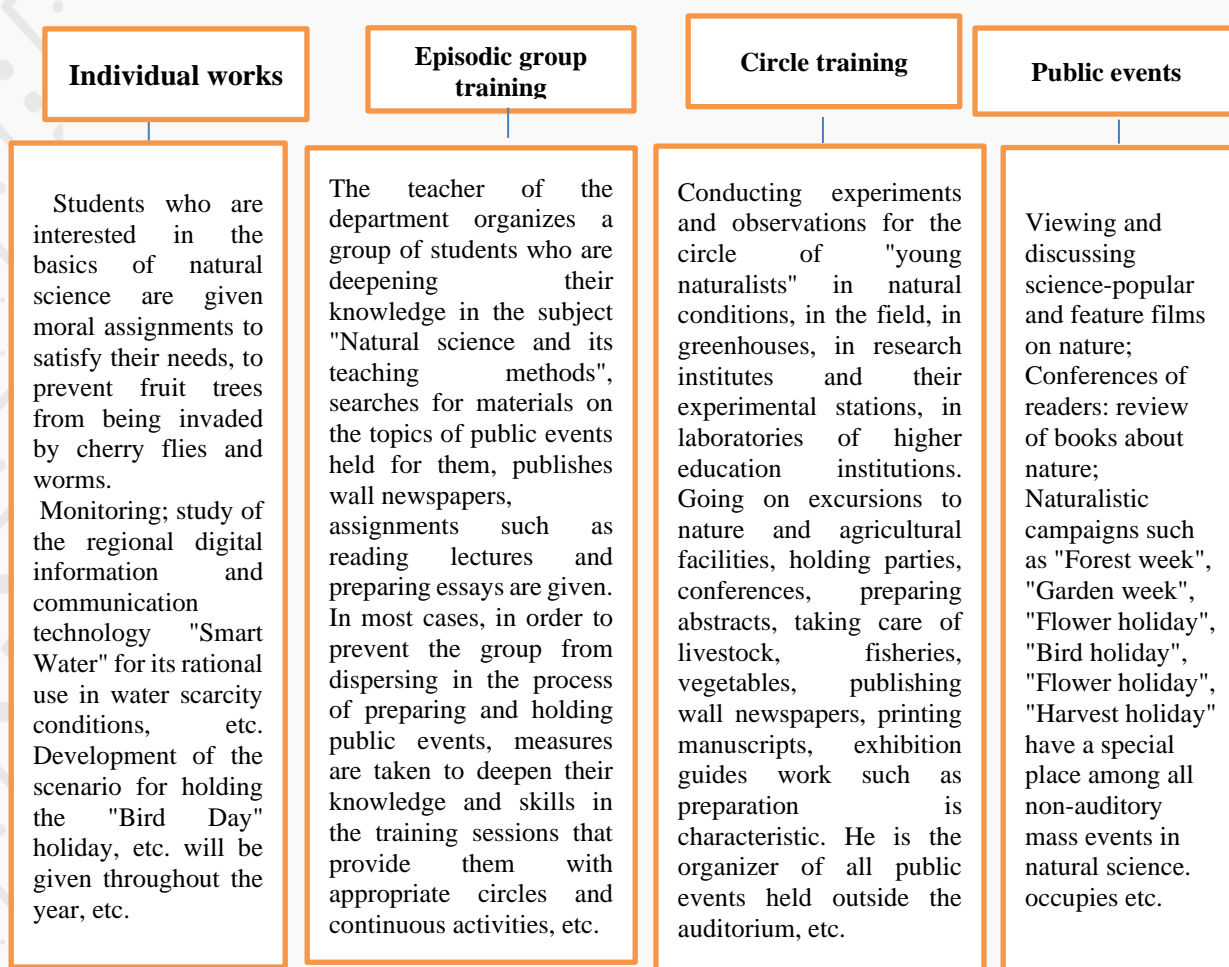 Individual works
Students who are
interested in the
basics of natural
science are given
moral assignments to
satisfy their needs, to
prevent fruit trees
from being invaded
by cherry flies and
worms.
Monitoring; study of
the regional digital
information and
communication
technology "Smart
Water" for its rational
use in water scarcity
conditions, etc.
Development of the
scenario for holding
the "Bird Day"
holiday, etc. will be
given throughout the
year, etc.
Episodic group
training
The teacher of the
department organizes a
group of students who are
deepening their
knowledge in the subject
"Natural science and its
teaching methods",
searches for materials on
the topics of public events
held for them, publishes
wall newspapers,
assignments such as
reading lectures and
preparing essays are given.
In most cases, in order to
prevent the group from
dispersing in the process
of preparing and holding
public events, measures
are taken to deepen their
knowledge and skills in
the training sessions that
provide them with
appropriate circles and
continuous activities, etc.
Circle training
Conducting experiments
and observations for the
circle of "young
naturalists" in natural
conditions, in the field, in
greenhouses, in research
institutes and their
experimental stations, in
laboratories of higher
education institutions.
Going on excursions to
nature and agricultural
facilities, holding parties,
conferences, preparing
abstracts, taking care of
livestock, fisheries,
vegetables, publishing
wall newspapers, printing
manuscripts, exhibition
guides work such as
preparation is
characteristic. He is the
organizer of all public
events held outside the
auditorium, etc.
Public events
Viewing and
discussing
science-popular
and feature films
on nature;
Conferences of
readers: review
of books about
nature;
Naturalistic
campaigns such
as "Forest week",
"Garden week",
"Flower holiday",
"Bird holiday",
"Flower holiday",
"Harvest holiday"
have a special
place among all
non-auditory
mass events in
natural science.
occupies etc.